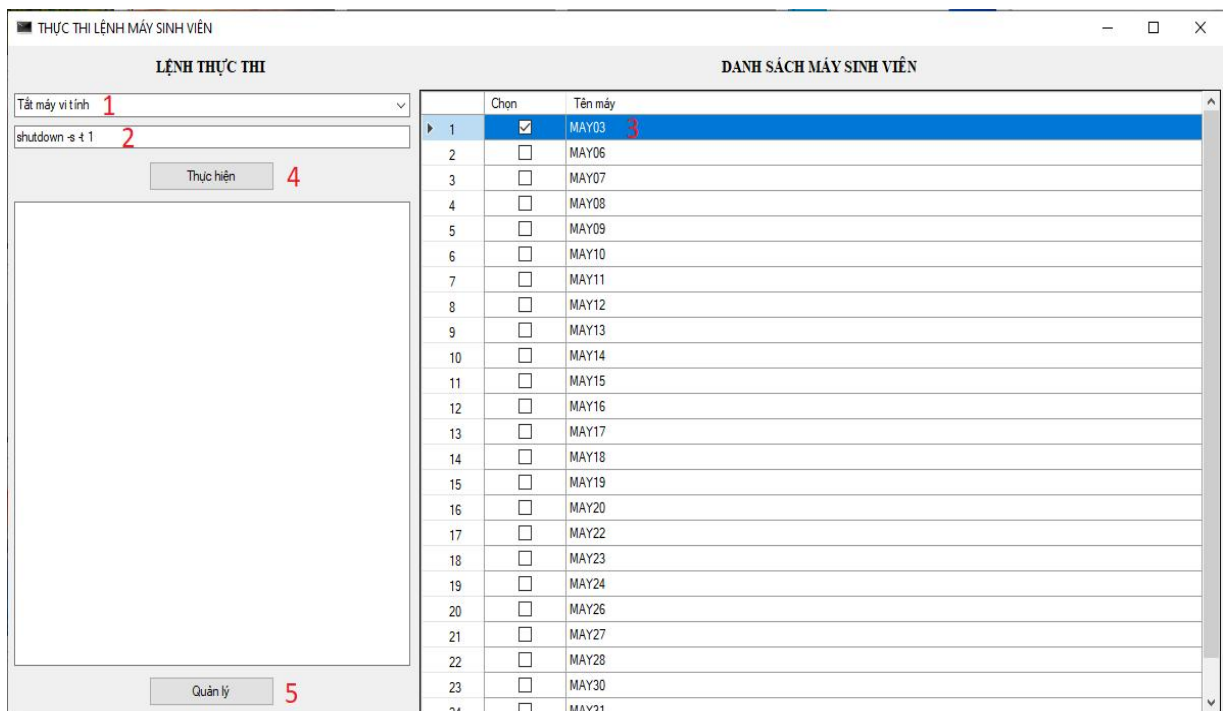 THỰC THI LỆNH MÁY SINH VIÊN
LỆNH THỰC THI
Tắt máy vi tính 1
shutdown -s -t 1 2
Thực hiện 4
Quản lý 5
DANH SÁCH MÁY SINH VIÊN
Chọn Tên máy
1 MAY03 3
2 MAY06
3 MAY07
4 MAY08
5 MAY09
6 MAY10
7 MAY11
8 MAY12
9 MAY13
10 MAY14
11 MAY15
12 MAY16
13 MAY17
14 MAY18
15 MAY19
16 MAY20
17 MAY22
18 MAY23
19 MAY24
20 MAY26
21 MAY27
22 MAY28
23 MAY30
24 MAY31